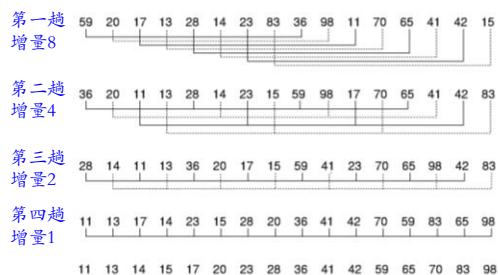 第一趟 59 20 17 13 28 14 23 83 36 98 11 70 65 41 42 15
增量8
第二趟 36 20 11 13 28 14 23 15 59 98 17 70 65 41 42 83
增量4
第三趟 28 14 11 13 36 20 17 15 59 41 23 70 65 98 42 83
增量2
第四趟 11 13 17 14 23 15 28 20 36 41 42 70 59 83 65 98
增量1
11 13 14 15 17 20 23 28 36 41 42 59 65 70 83 98